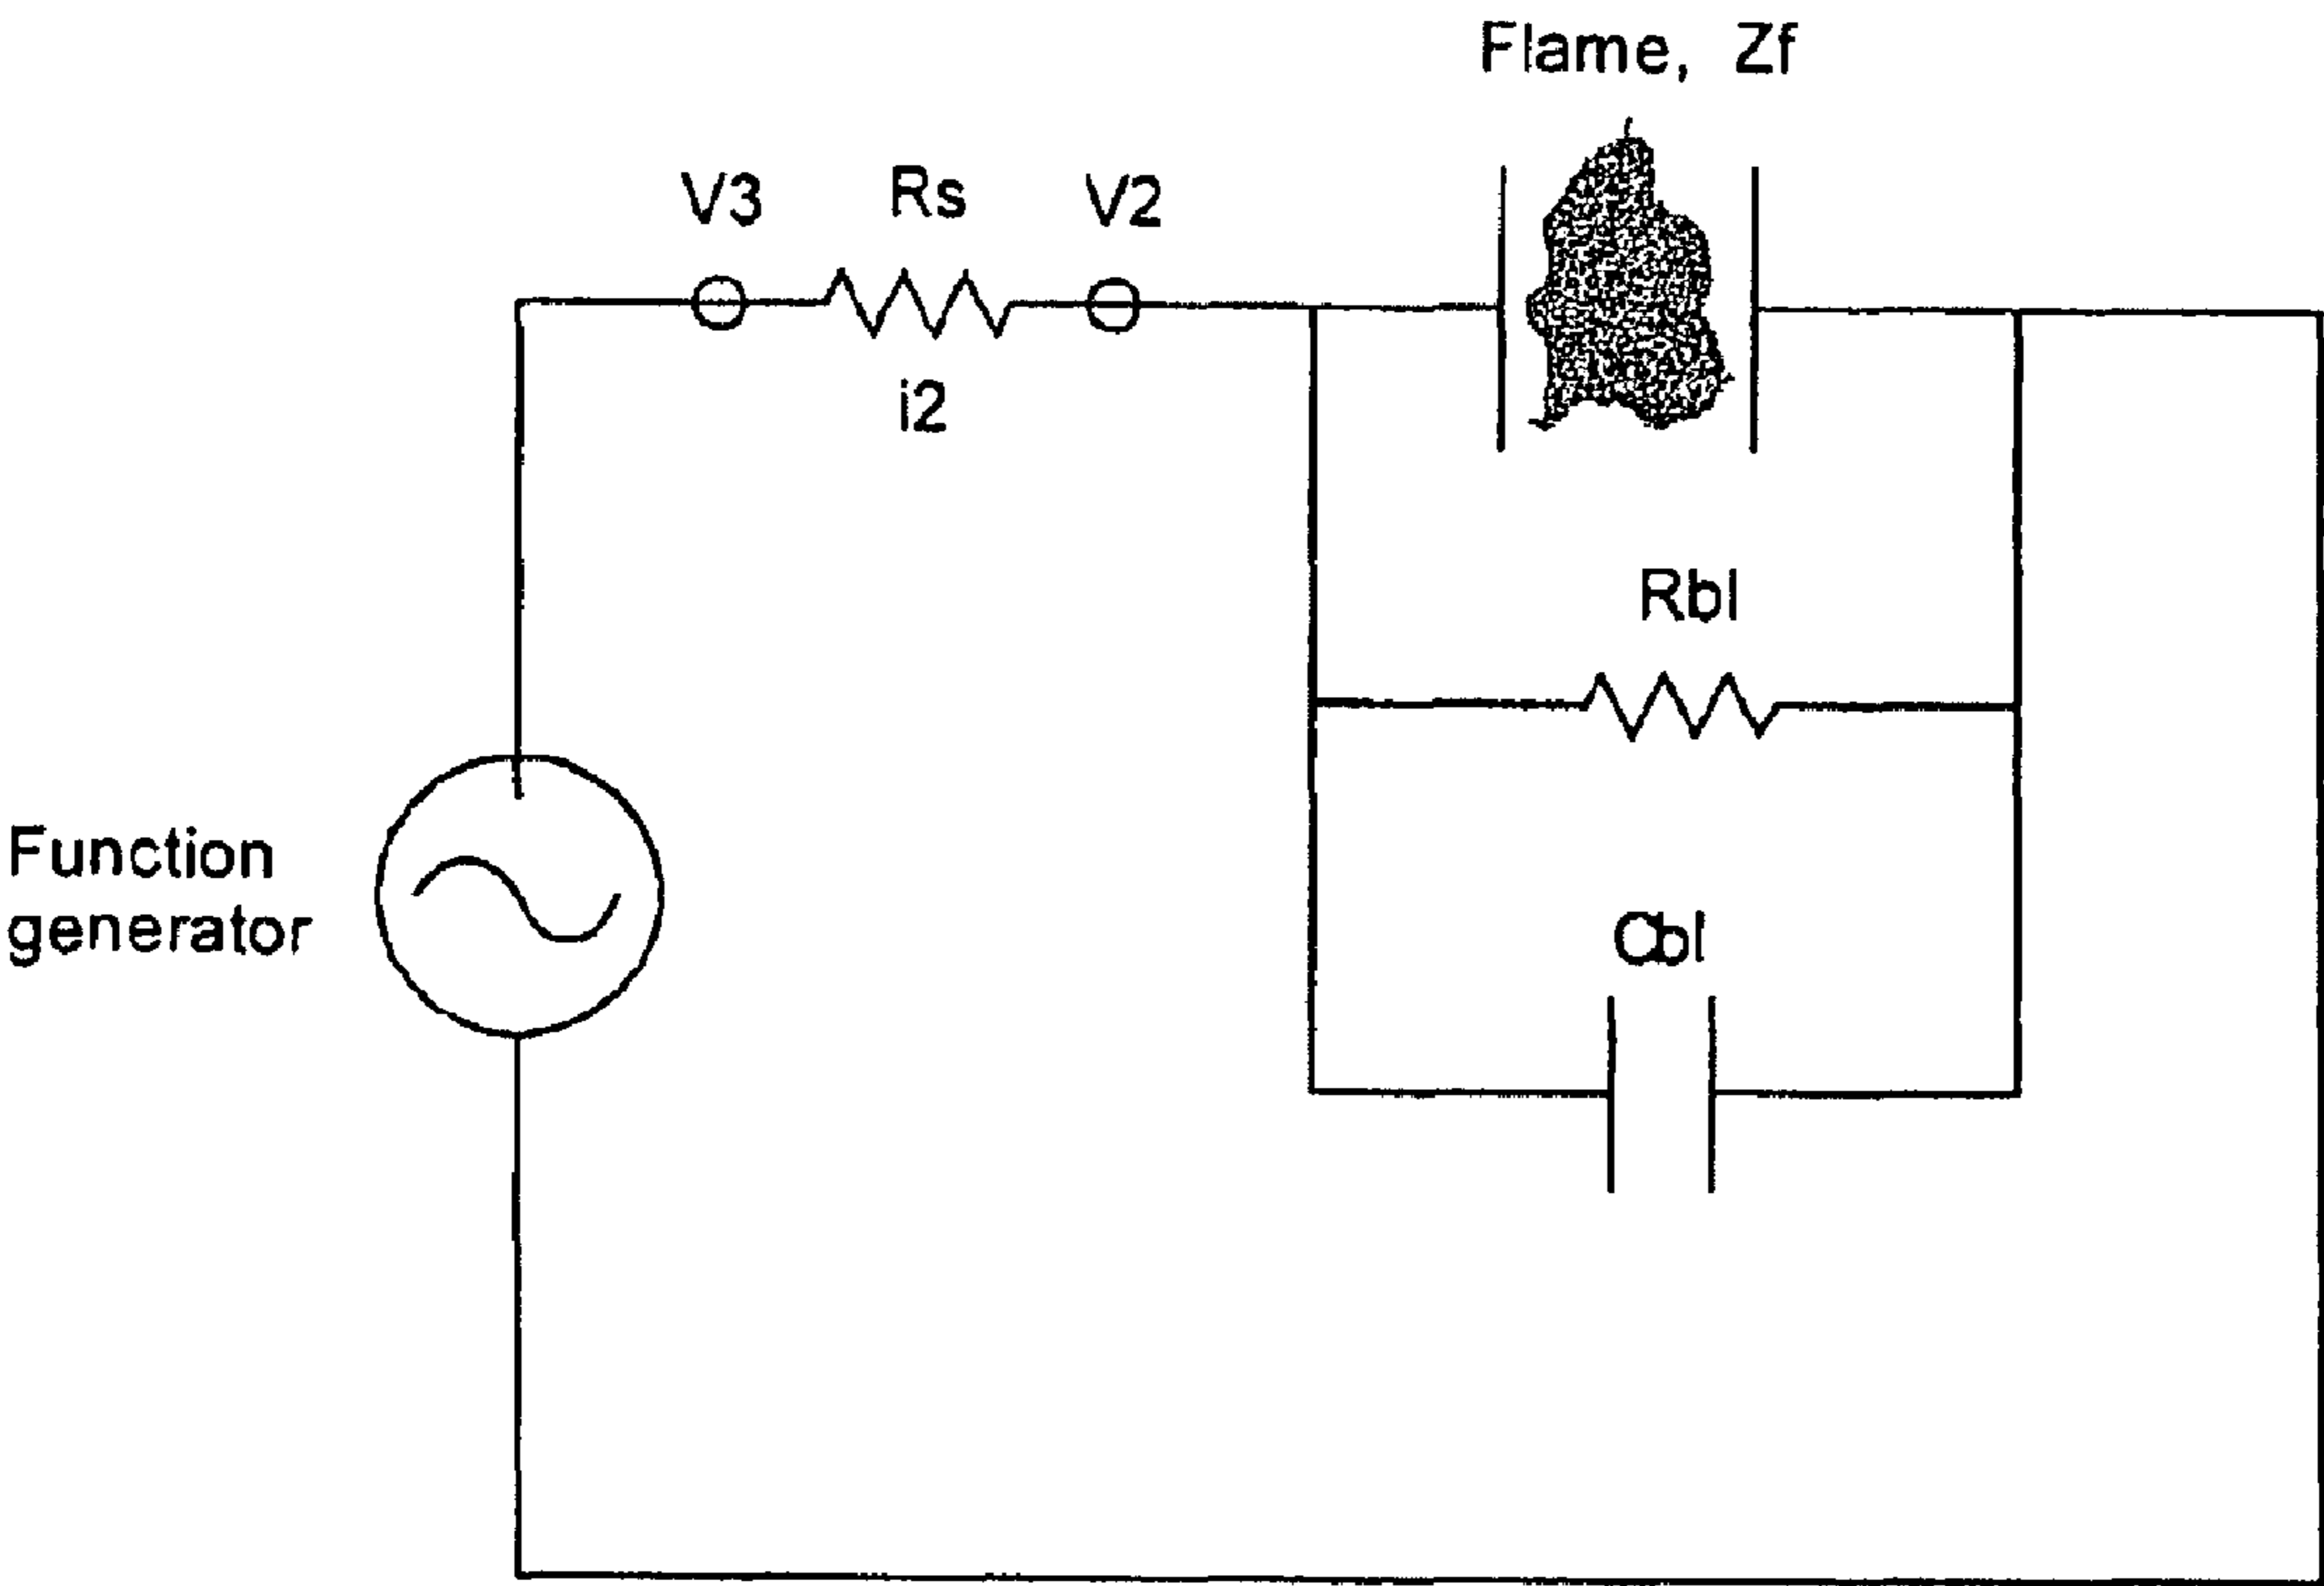 Flame, Zf
V3
Rs
V2
i2
Rbl
Function
generator
Cbl